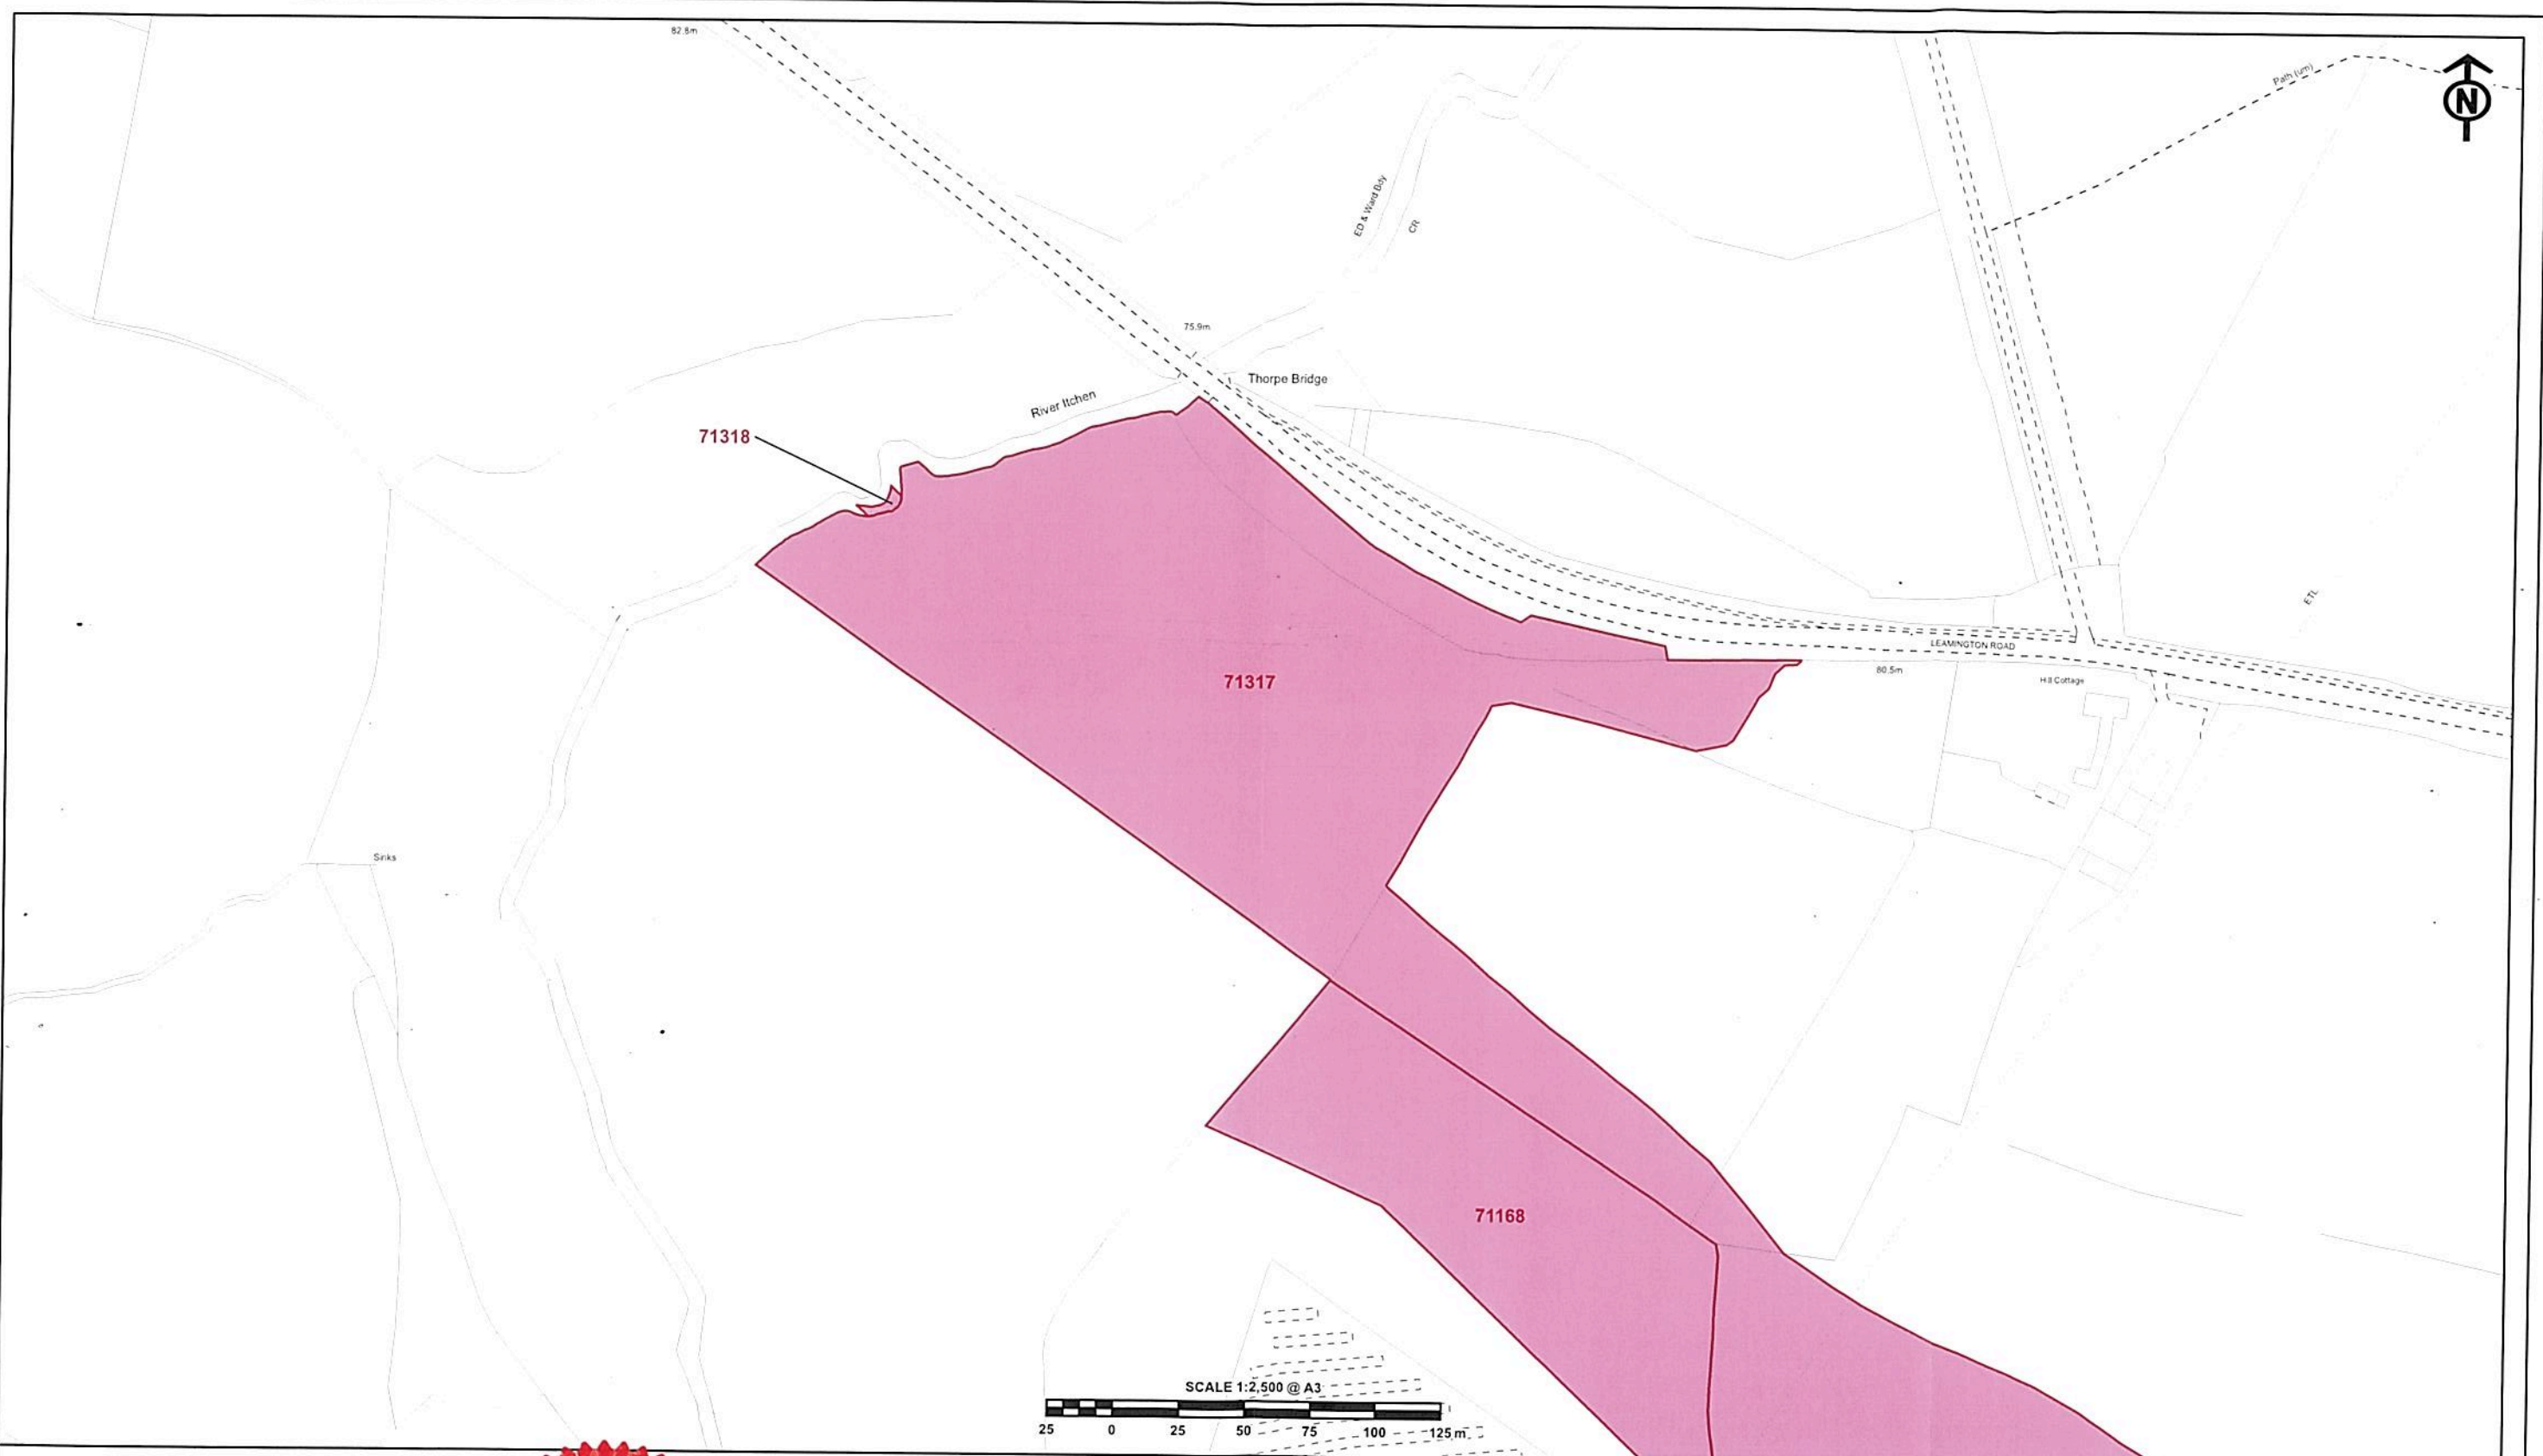 82.8m
Path (um)
N
ED & Ward Bdy
CR
75.9m
Thorpe Bridge
River Itchen
71318
ETL
LEAMINGTON ROAD
80.5m
Hill Cottage
71317
Sinks
71168
SCALE 1:2,500 @ A3
25 0 25 50 75 100 125 m